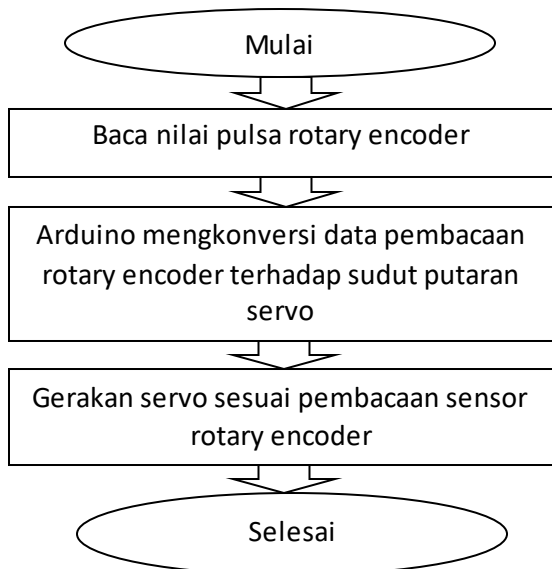 Mulai
Baca nilai pulsa rotary encoder
Arduino mengkonversi data pembacaan
rotary encoder terhadap sudut putaran
servo
Gerakan servo sesuai pembacaan sensor
rotary encoder
Selesai